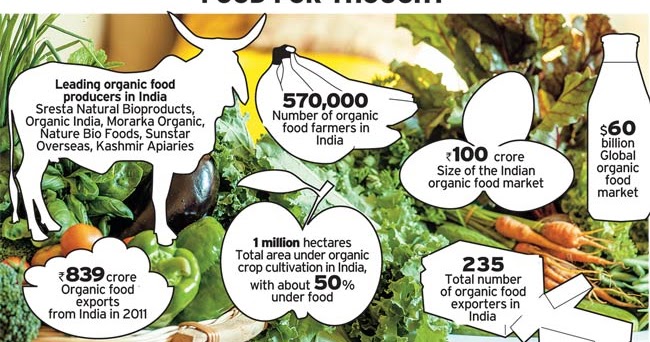 FOOD FOR THOUGHT
Leading organic food
producers in India
Sresta Natural Bioproducts,
Organic India, Morarka Organic,
Nature Bio Foods, Sunstar
Overseas, Kashmir Apiaries
570,000
Number of organic
food farmers in
India
₹100 crore
Size of the Indian
organic food market
$60
billion
Global
organic
food
market
₹839 crore
Organic food
exports
from India in 2011
1 million hectares
Total area under organic
crop cultivation in India,
with about 50%
under food
235
Total number
of organic food
exporters in
India